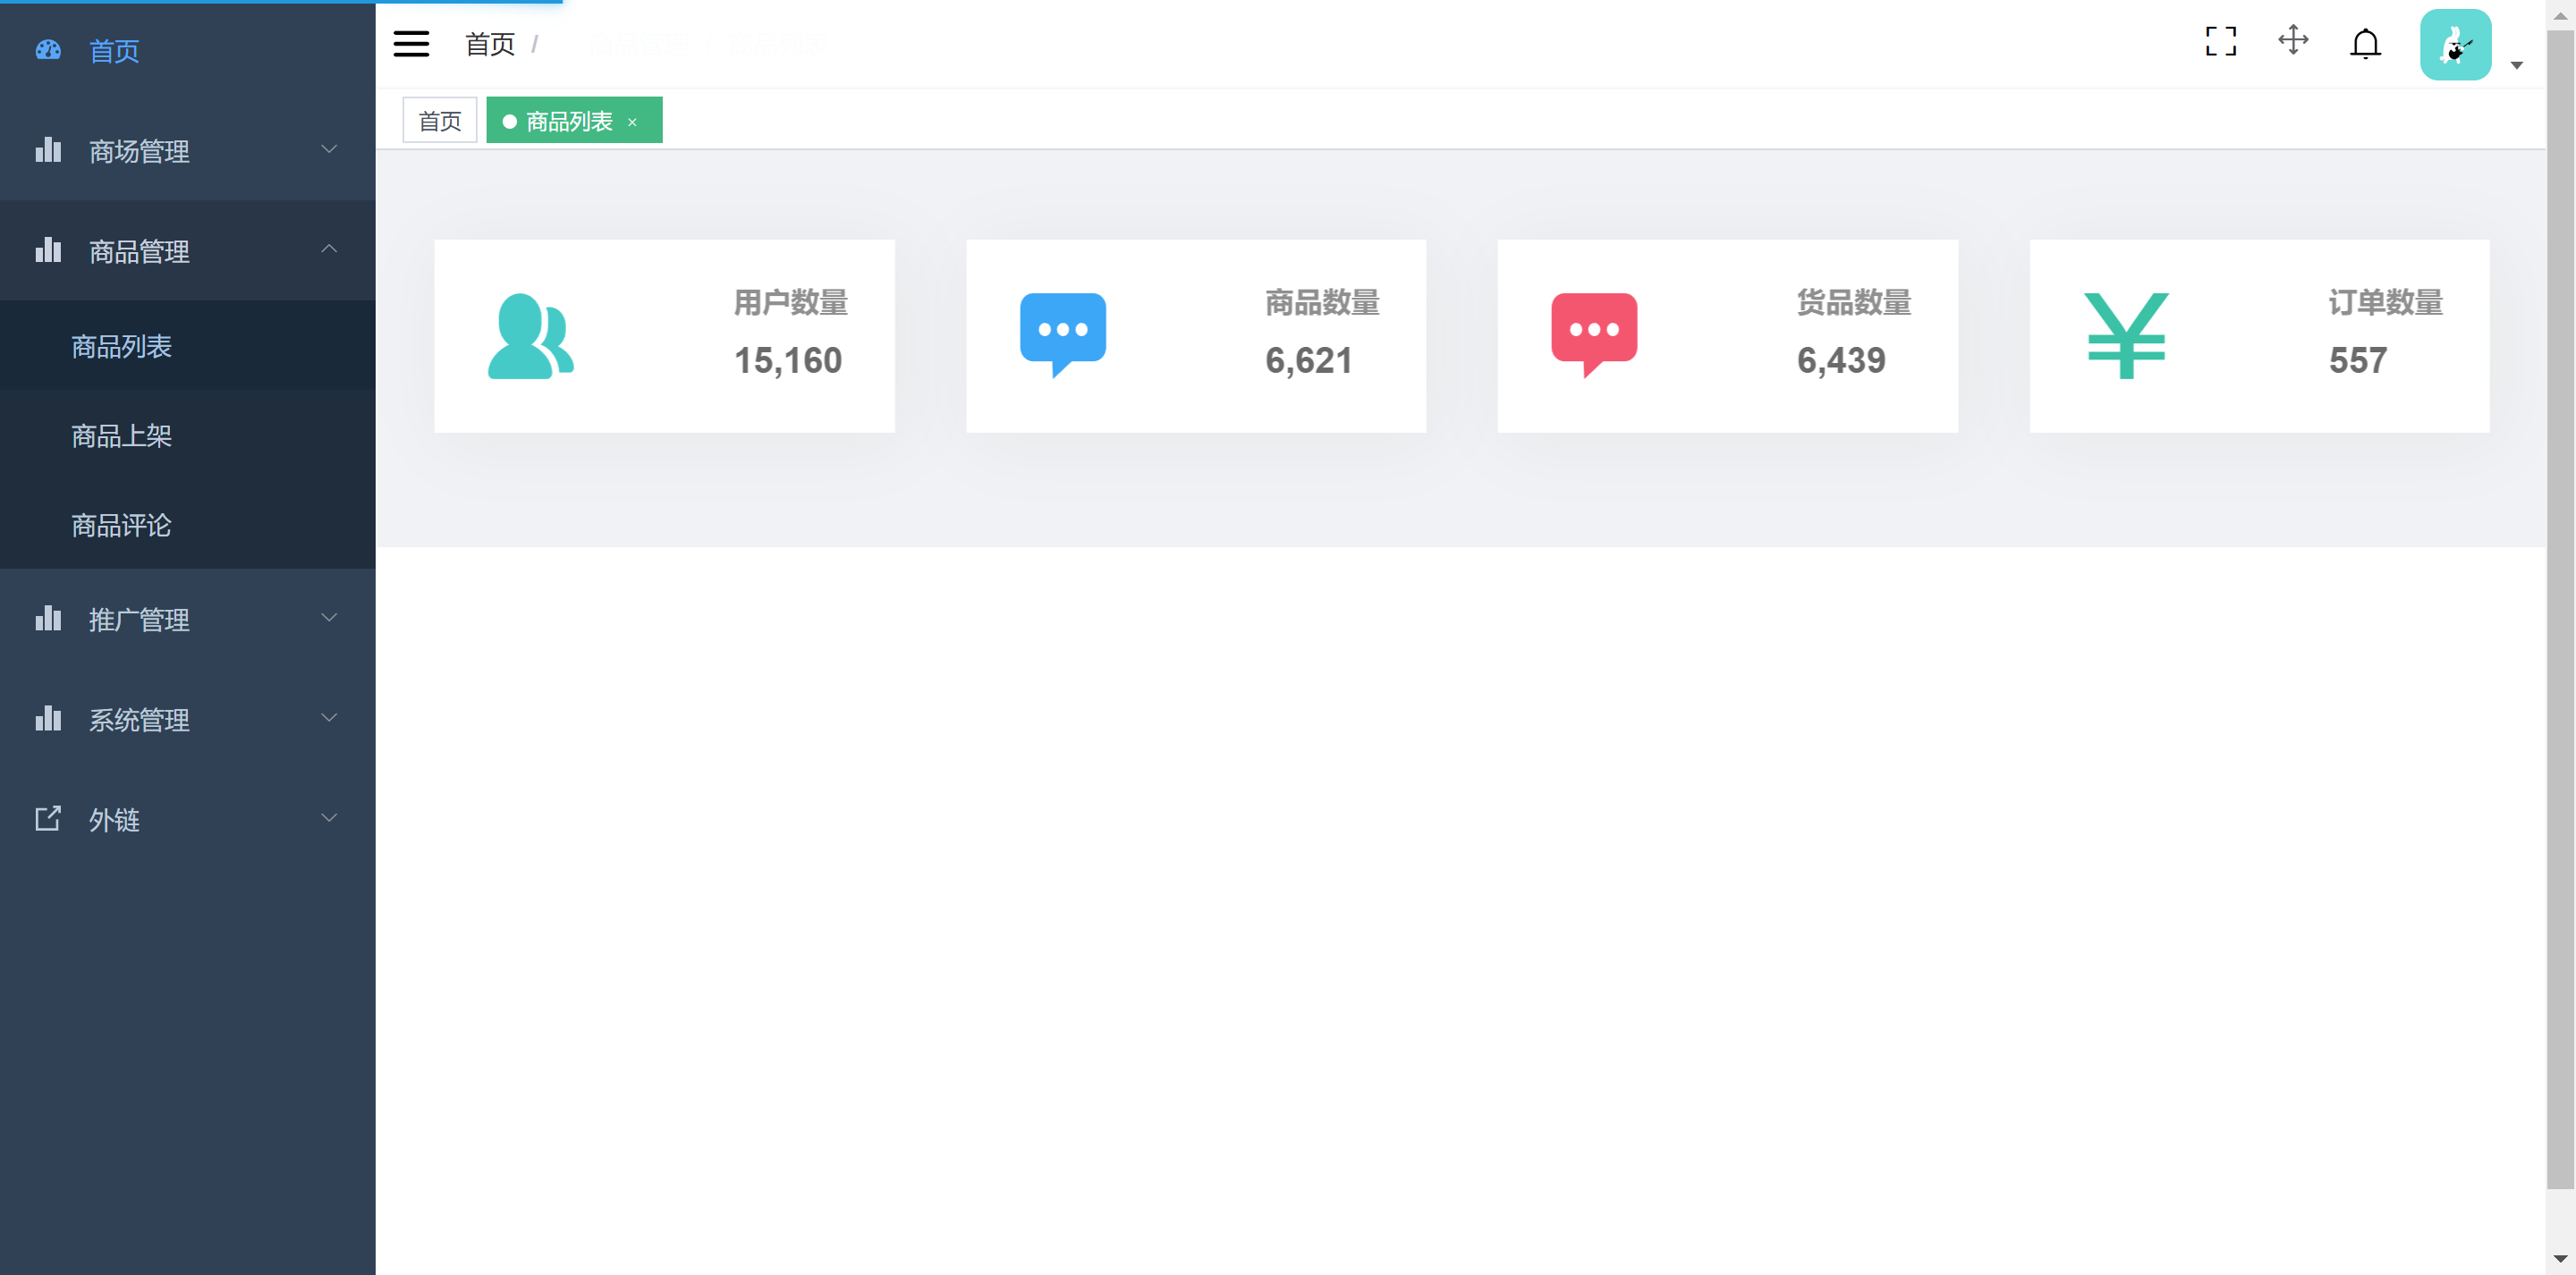 首页
商场管理
商品管理
商品列表
商品上架
商品评论
推广管理
系统管理
外链
首页 /
首页
商品列表 ×
用户数量
15,160
商品数量
6,621
货品数量
6,439
订单数量
557